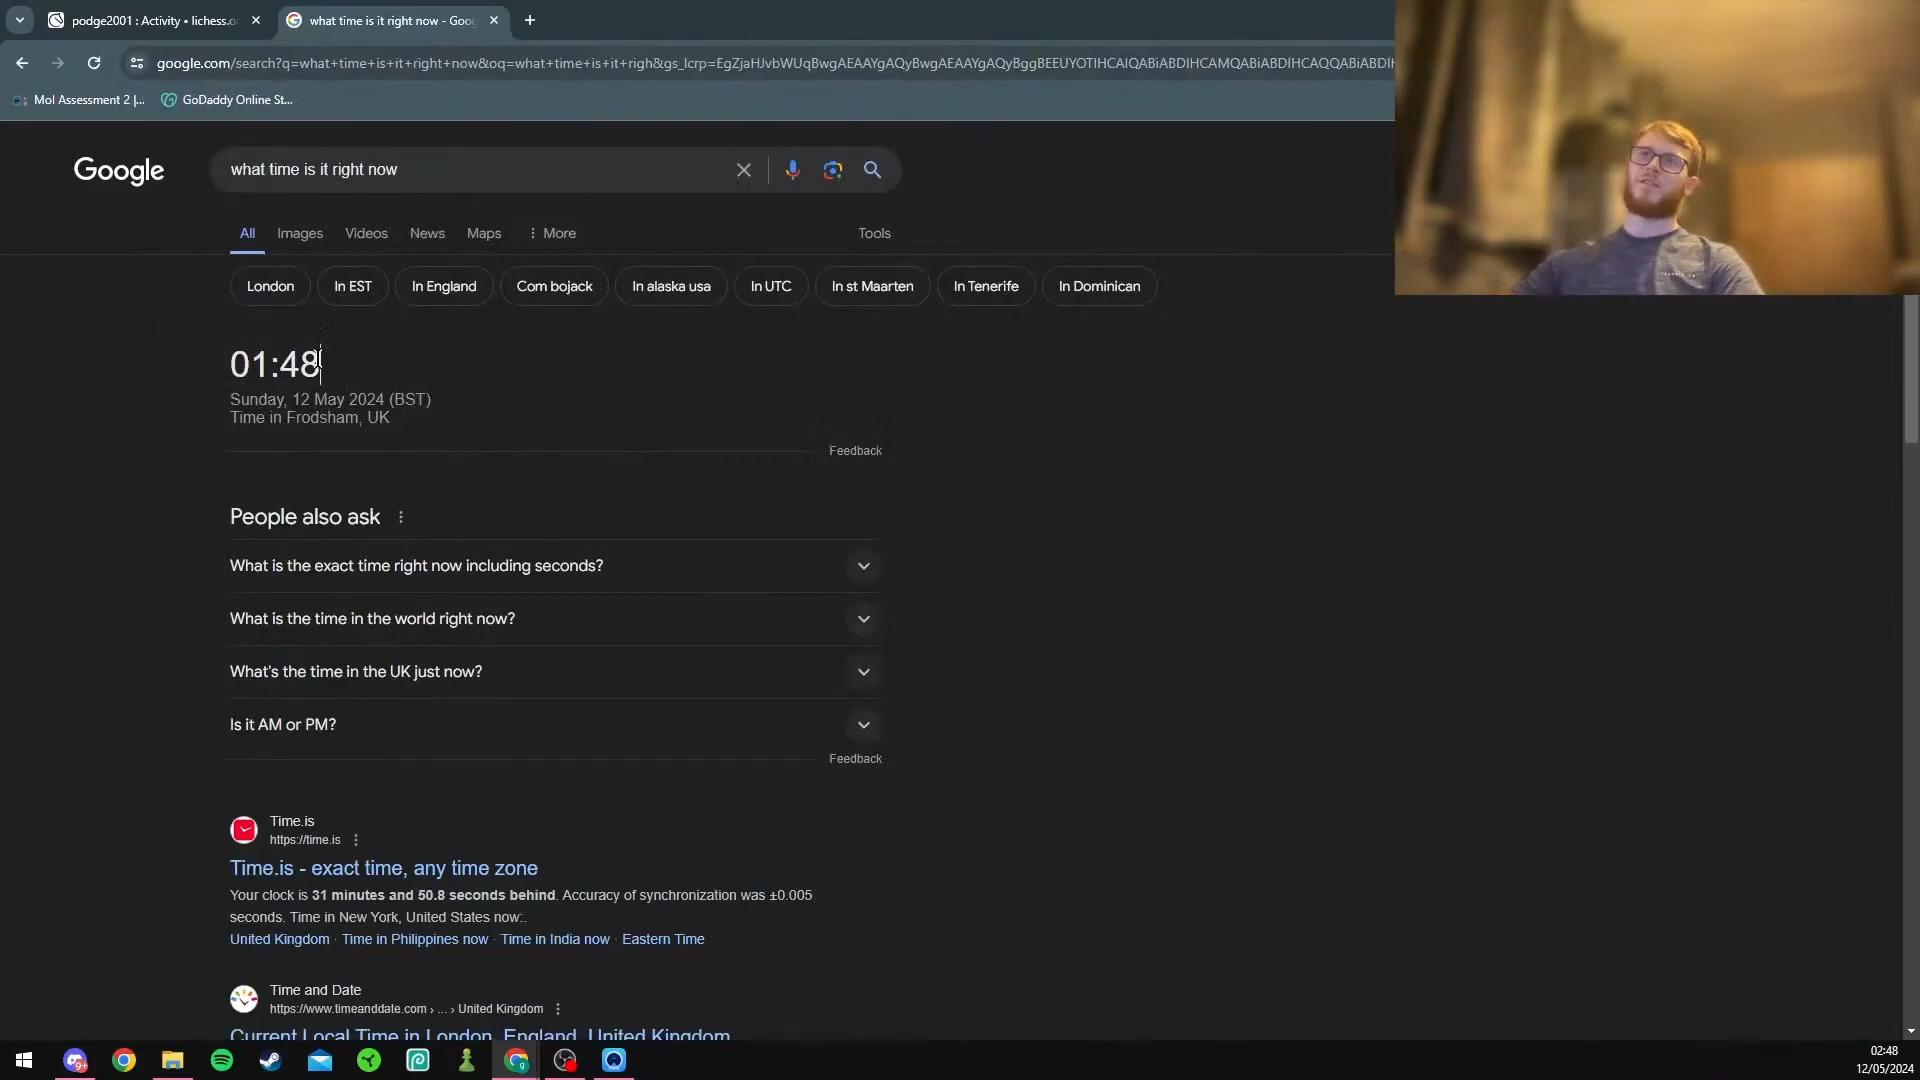 podge2001 : Activity • lichess.o
what time is it right now - Goo
google.com/search?q=what+time+is+it+right+now&oq=what+time+is+it+righ&gs_lcrp=EgZjaHJvbWUqBwgAEAAYgAQyBwgAEAAYgAQyBggBEEUYOTIHCAIQABiABDIHCAMQABiABDIHCAQQABiABDIH
MoI Assessment 2 |...
GoDaddy Online St...
Google
what time is it right now
All
Images
Videos
News
Maps
More
Tools
London
In EST
In England
Com bojack
In alaska usa
In UTC
In st Maarten
In Tenerife
In Dominican
01:48
Sunday, 12 May 2024 (BST)
Time in Frodsham, UK
Feedback
People also ask
What is the exact time right now including seconds?
What is the time in the world right now?
What's the time in the UK just now?
Is it AM or PM?
Feedback
Time.is
https://time.is
Time.is - exact time, any time zone
Your clock is 31 minutes and 50.8 seconds behind. Accuracy of synchronization was ±0.005
seconds. Time in New York, United States now:.
United Kingdom · Time in Philippines now · Time in India now · Eastern Time
Time and Date
https://www.timeanddate.com › ... › United Kingdom
Current Local Time in London, England, United Kingdom
9+
02:48
12/05/2024